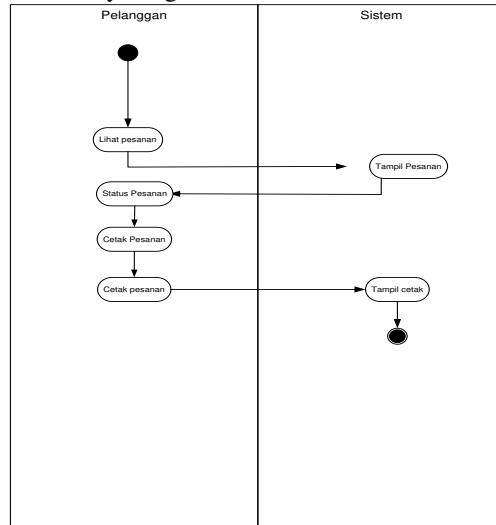 Pelanggan
Sistem
Lihat pesanan
Tampil Pesanan
Status Pesanan
Cetak Pesanan
Cetak pesanan
Tampil cetak